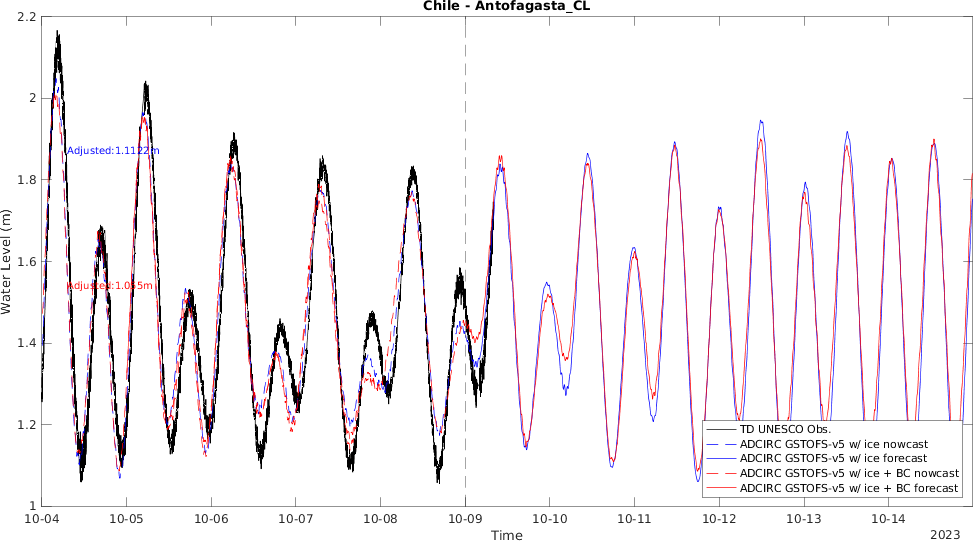 Chile - Antofagasta_CL
2.2
2
1.8
1.6
1.4
1.2
1
Water Level (m)
Adjusted:1.1122m
Adjusted:1.055m
TD UNESCO Obs.
ADCIRC GSTOFS-v5 w/ ice nowcast
ADCIRC GSTOFS-v5 w/ ice forecast
ADCIRC GSTOFS-v5 w/ ice + BC nowcast
ADCIRC GSTOFS-v5 w/ ice + BC forecast
10-04 10-05 10-06 10-07 10-08 10-09 10-10 10-11 10-12 10-13 10-14
Time
2023